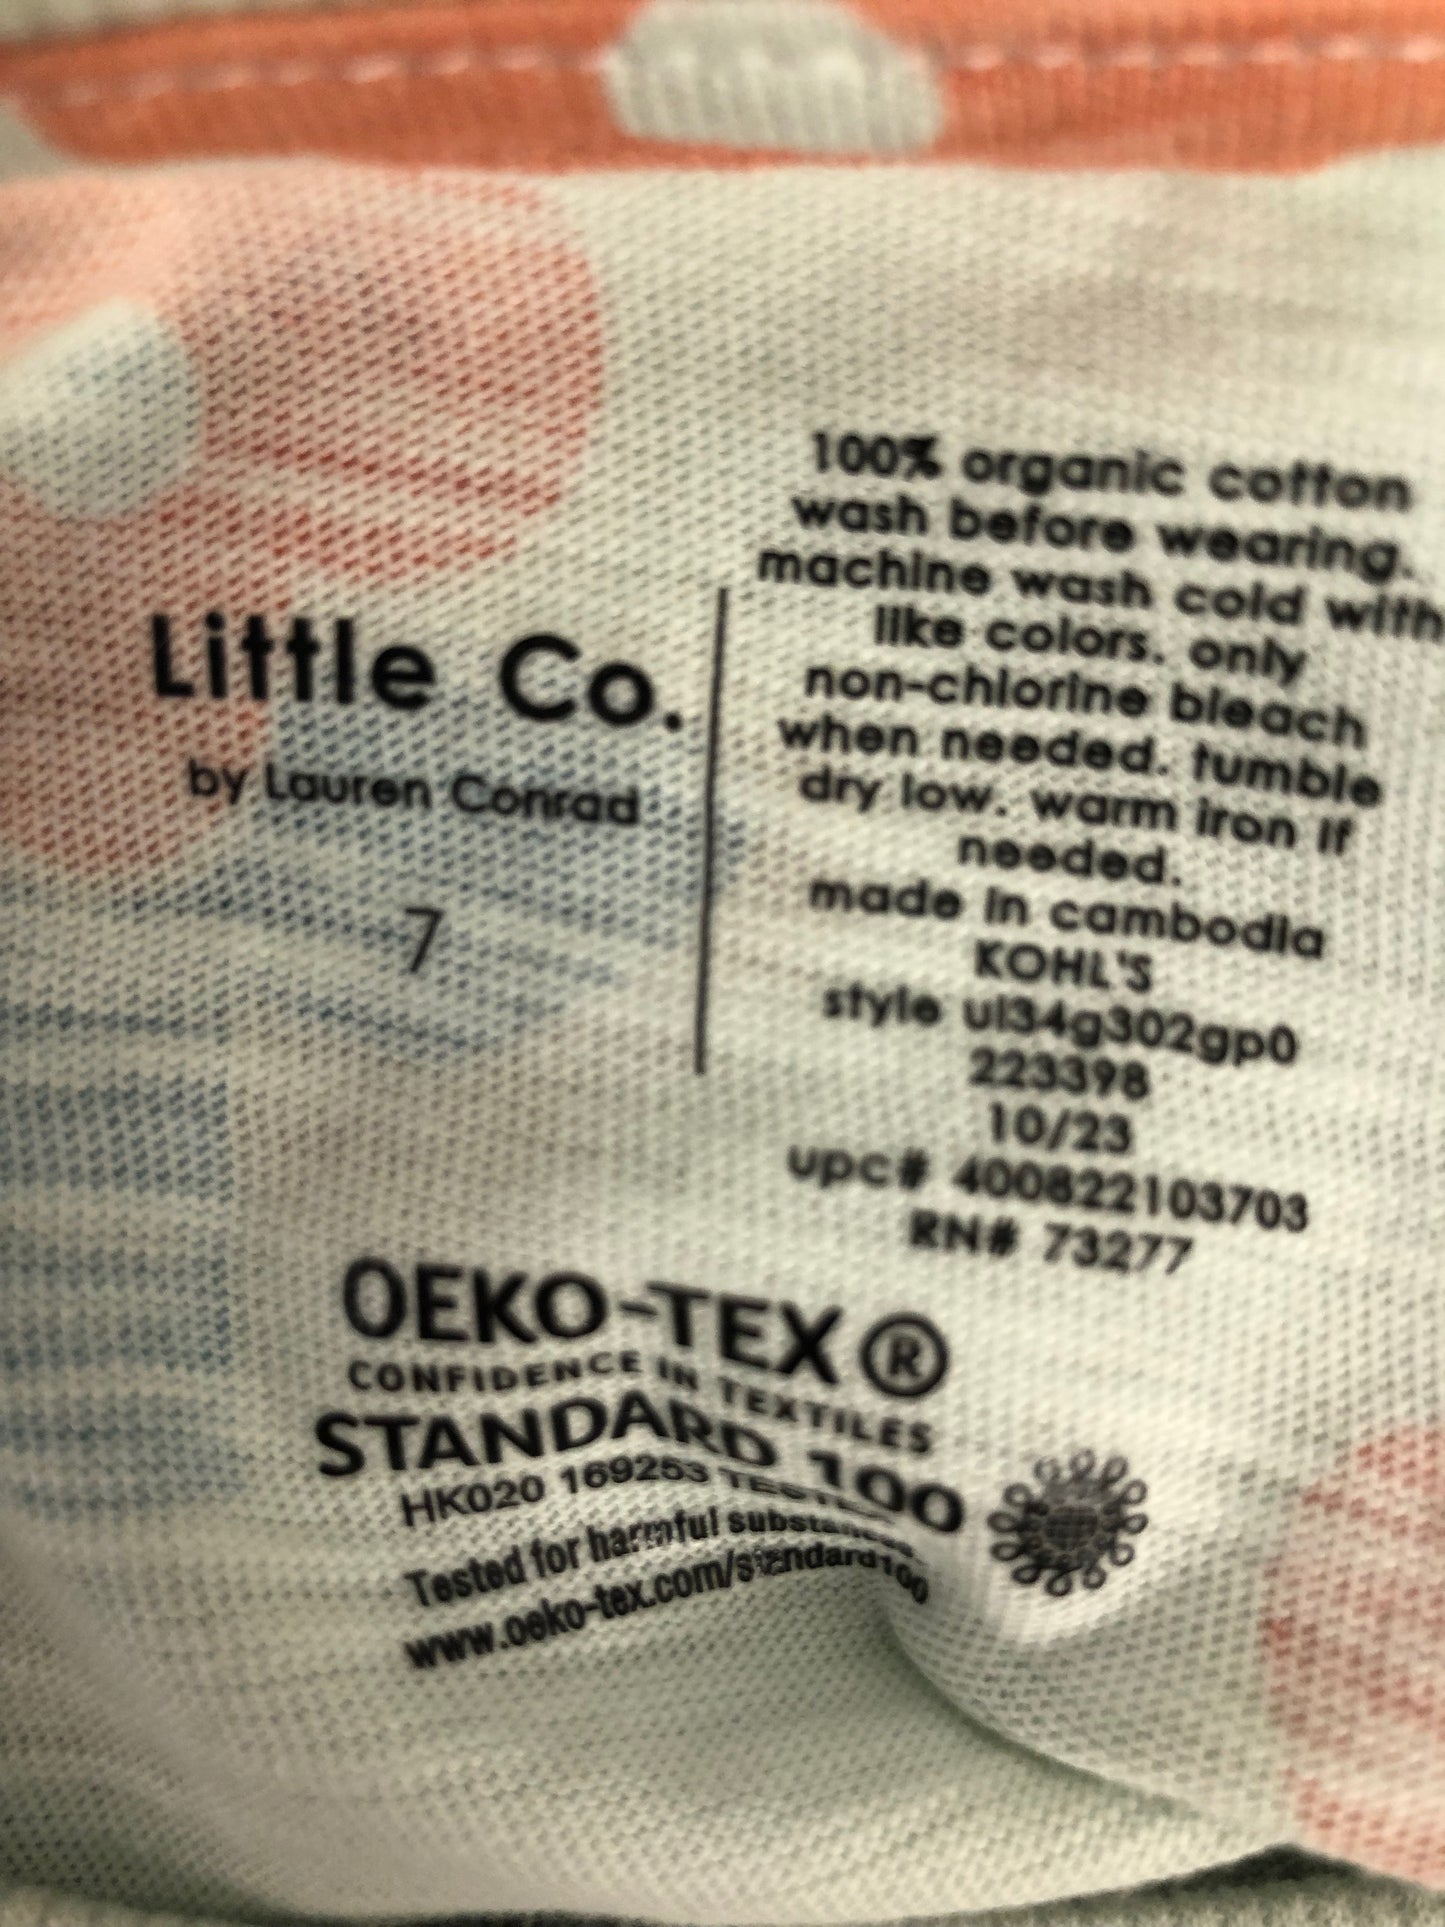 Little Co.
by Lauren Conrad
7
100% organic cotton
wash before wearing.
machine wash cold with
like colors. only
non-chlorine bleach
when needed. tumble
dry low. warm iron if
needed.
made in cambodia
KOHL'S
style ul34g302gp0
223398
10/23
upc# 400822103703
RN# 73277
OEKO-TEX®
CONFIDENCE IN TEXTILES
STANDARD 100
HK020 169253
Tested for harmful
www.oeko-tex.com/standard100